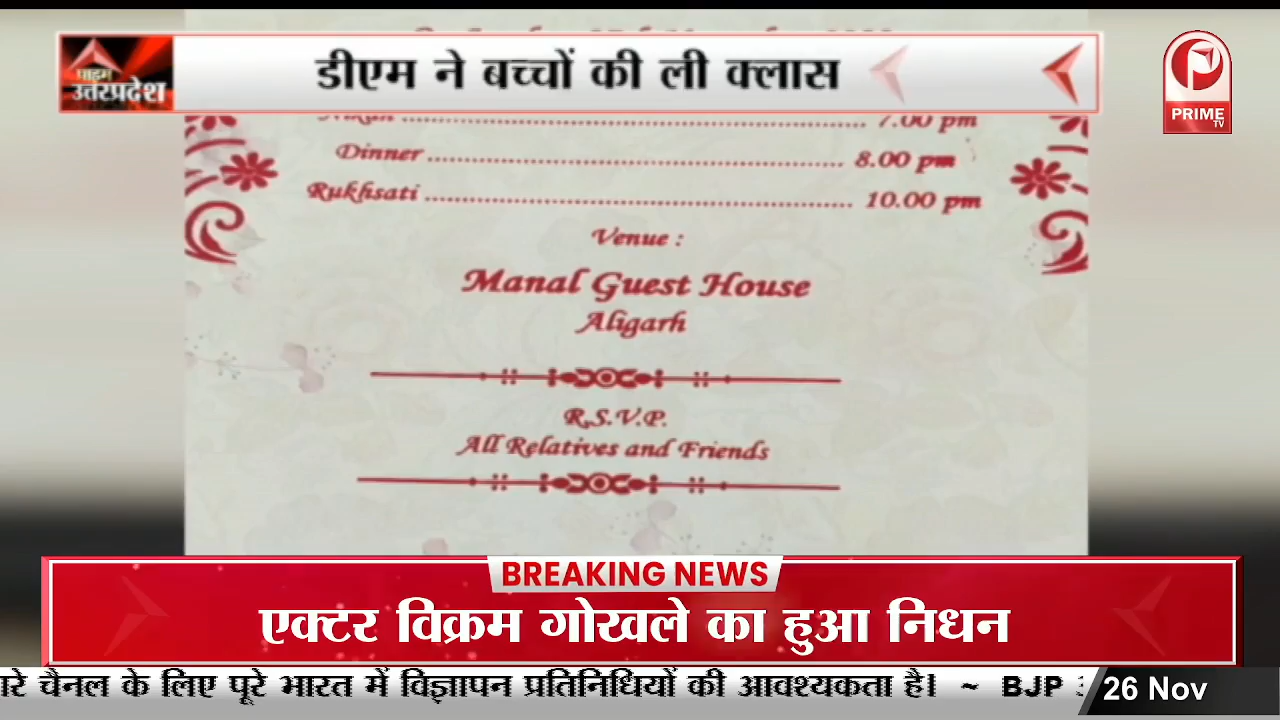 डीएम ने बच्चों की ली क्लास
प्राइम
उत्तरप्रदेश
PRIME
TV
Nikah ........ 7.00 pm
Dinner ........ 8.00 pm
Rukhsati ........ 10.00 pm
Venue :
Manal Guest House
Aligarh
R.S.V.P.
All Relatives and Friends
BREAKING NEWS
एक्टर विक्रम गोखले का हुआ निधन
रे चैनल के लिए पूरे भारत में विज्ञापन प्रतिनिधियों की आवश्यकता है। ~ BJP
26 Nov